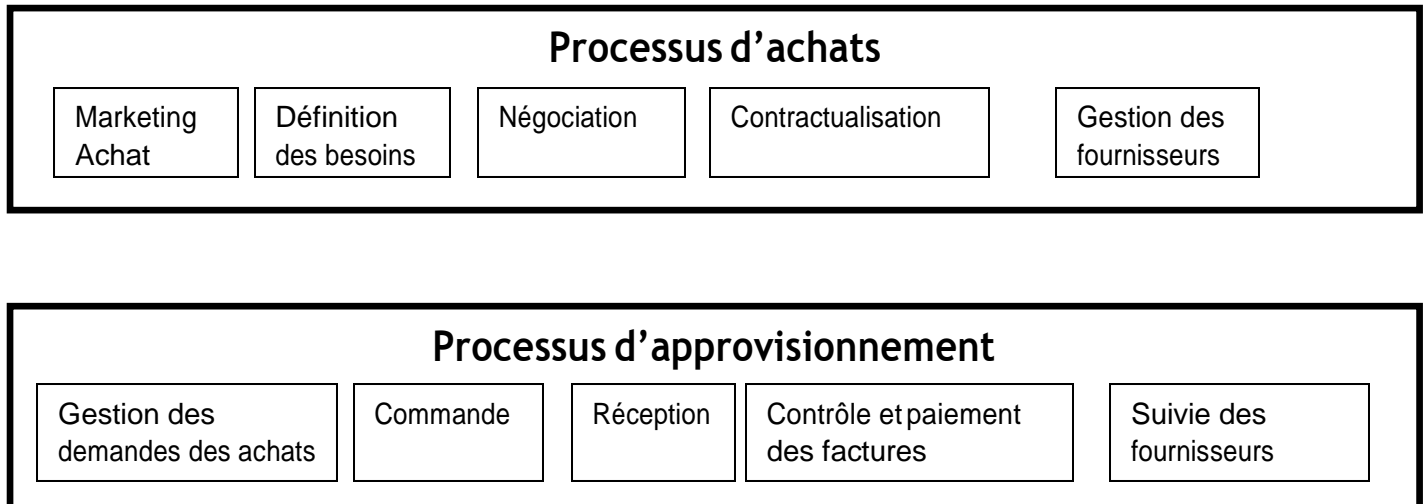 Processus d'achats
Marketing
Achat
Définition
des besoins
Négociation
Contractualisation
Gestion des
fournisseurs
Processus d'approvisionnement
Gestion des
demandes des achats
Commande
Réception
Contrôle et paiement
des factures
Suivie des
fournisseurs